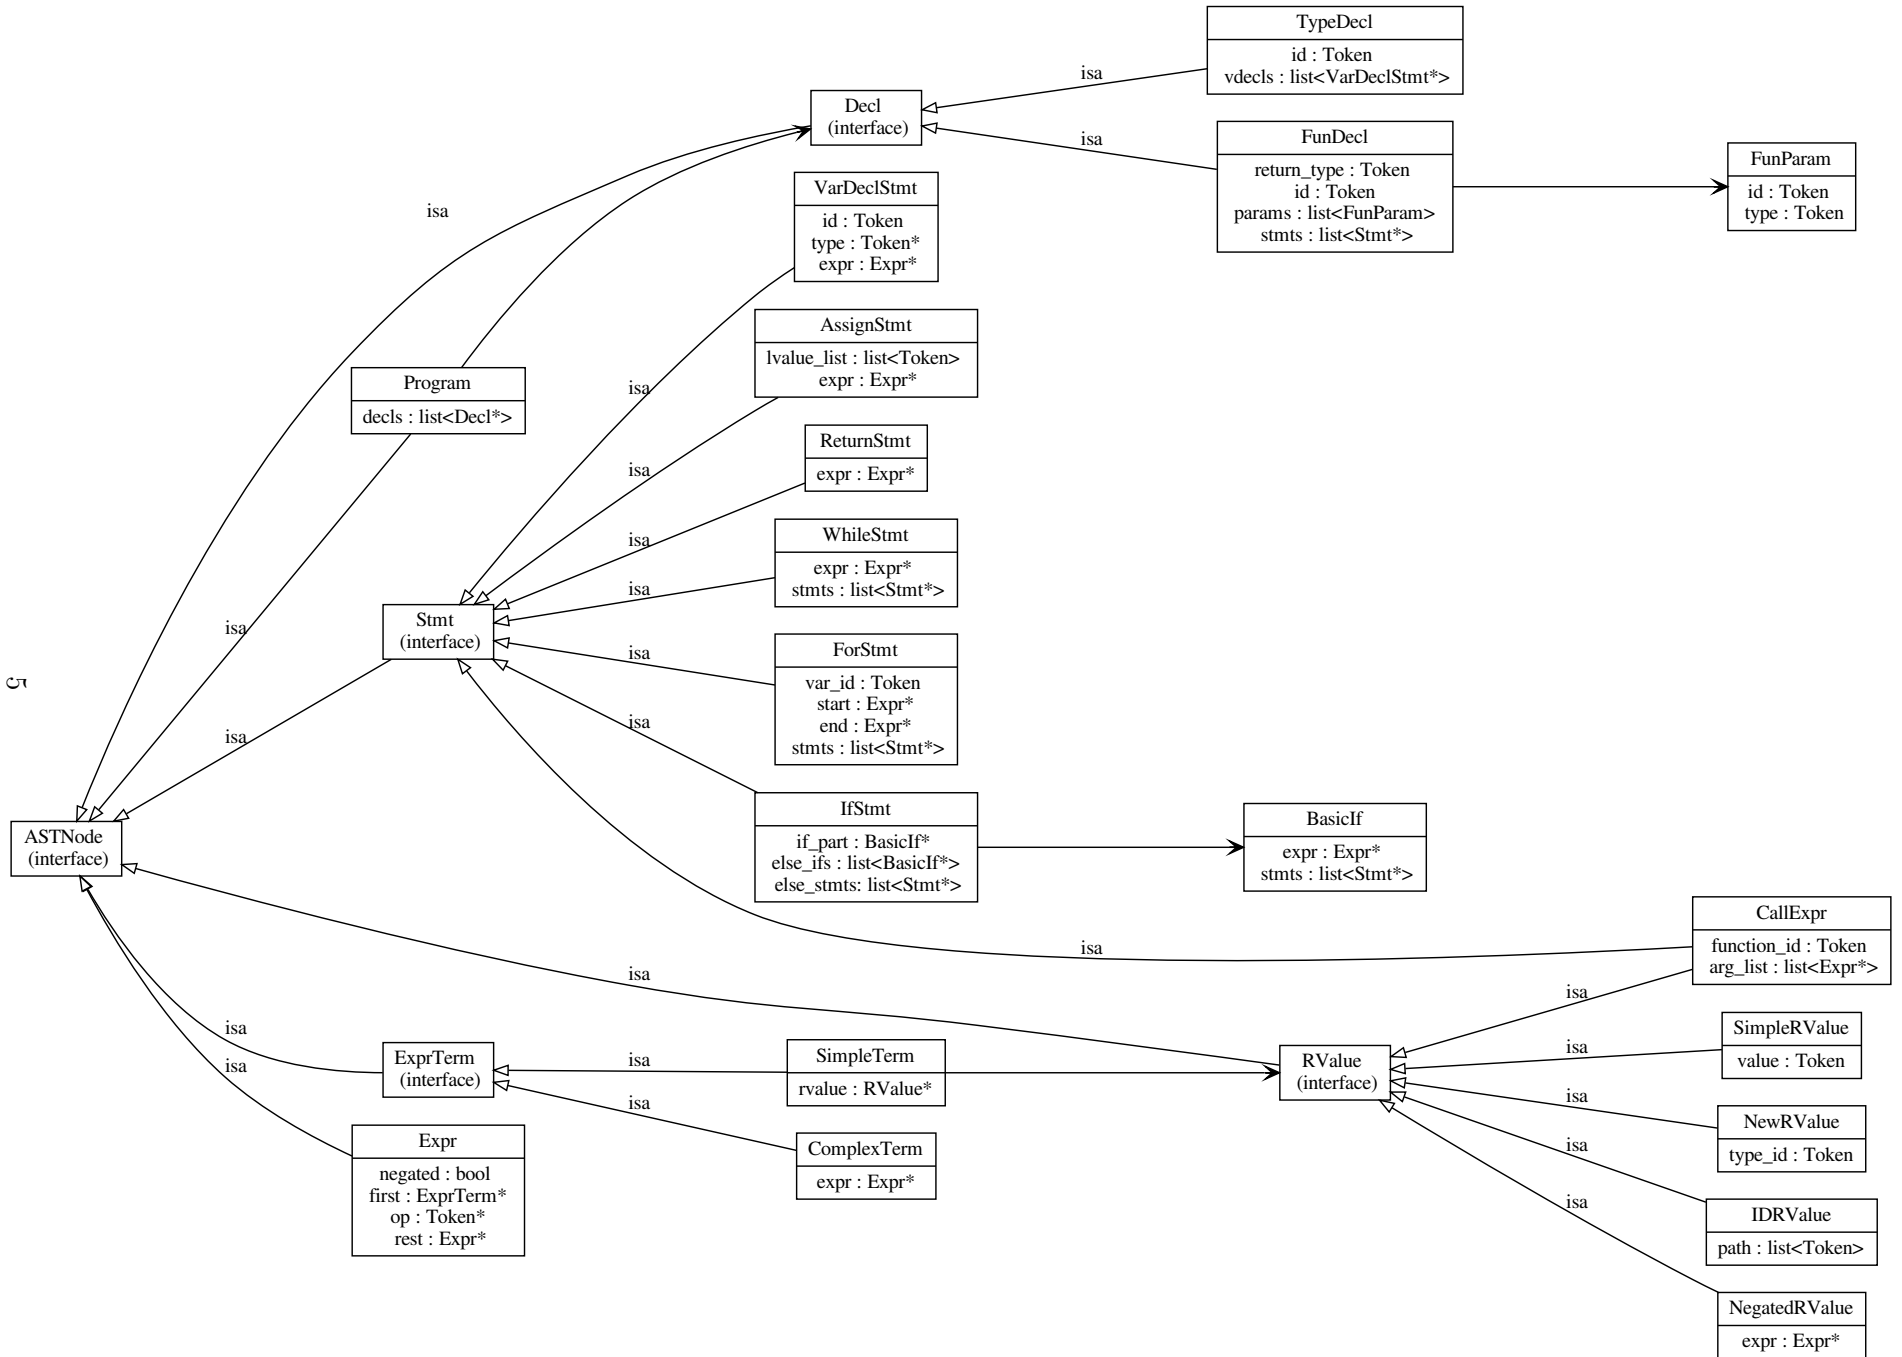 TypeDecl
id : Token
vdecls : list<VarDeclStmt*>
isa
Decl
(interface)
isa
FunDecl
return_type : Token
id : Token
params : list<FunParam>
stmts : list<Stmt*>
FunParam
id : Token
type : Token
VarDeclStmt
id : Token
type : Token*
expr : Expr*
isa
AssignStmt
lvalue_list : list<Token>
expr : Expr*
Program
decls : list<Decl*>
isa
ReturnStmt
expr : Expr*
isa
WhileStmt
expr : Expr*
stmts : list<Stmt*>
isa
isa
Stmt
(interface)
isa
ForStmt
var_id : Token
start : Expr*
end : Expr*
stmts : list<Stmt*>
isa
5
isa
isa
IfStmt
if_part : BasicIf*
else_ifs : list<BasicIf*>
else_stmts: list<Stmt*>
BasicIf
expr : Expr*
stmts : list<Stmt*>
ASTNode
(interface)
CallExpr
function_id : Token
arg_list : list<Expr*>
isa
isa
isa
isa
SimpleRValue
value : Token
isa
ExprTerm
(interface)
isa
SimpleTerm
rvalue : RValue*
RValue
(interface)
isa
isa
NewRValue
type_id : Token
isa
isa
Expr
negated : bool
first : ExprTerm*
op : Token*
rest : Expr*
ComplexTerm
expr : Expr*
isa
IDRValue
path : list<Token>
isa
NegatedRValue
expr : Expr*